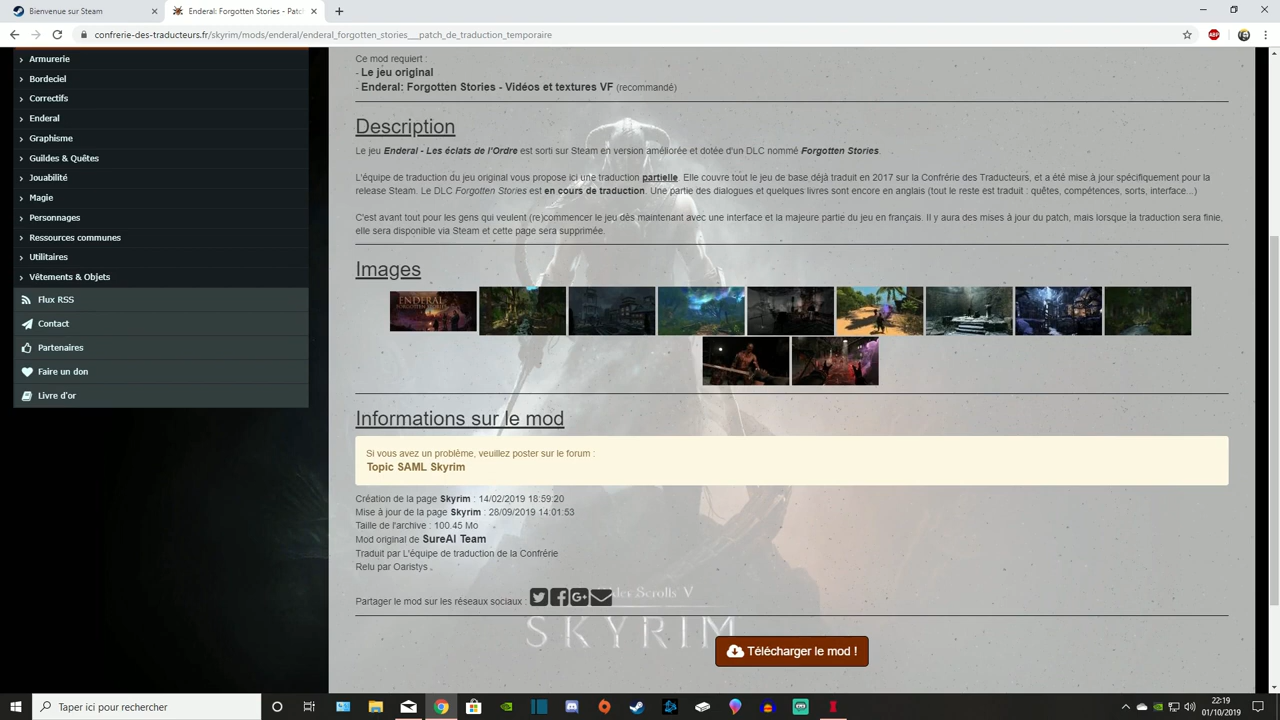 Bienvenue sur Steam
Enderal: Forgotten Stories - Patch
confrerie-des-traducteurs.fr/skyrim/mods/enderal/enderal_forgotten_stories__patch_de_traduction_temporaire
ABP
Armurerie
Bordeciel
Correctifs
Enderal
Graphisme
Guildes & Quêtes
Jouabilité
Magie
Personnages
Ressources communes
Utilitaires
Vêtements & Objets
Flux RSS
Contact
Partenaires
Faire un don
Livre d'or
Ce mod requiert :
- Le jeu original
- Enderal: Forgotten Stories - Vidéos et textures VF (recommandé)
Description
Le jeu Enderal - Les éclats de l'Ordre est sorti sur Steam en version améliorée et dotée d'un DLC nommé Forgotten Stories.
L'équipe de traduction du jeu original vous propose ici une traduction partielle. Elle couvre tout le jeu de base déjà traduit en 2017 sur la Confrérie des Traducteurs, et a été mise à jour spécifiquement pour la
release Steam. Le DLC Forgotten Stories est en cours de traduction. Une partie des dialogues et quelques livres sont encore en anglais (tout le reste est traduit : quêtes, compétences, sorts, interface...)
C'est avant tout pour les gens qui veulent (re)commencer le jeu dès maintenant avec une interface et la majeure partie du jeu en français. Il y aura des mises à jour du patch, mais lorsque la traduction sera finie,
elle sera disponible via Steam et cette page sera supprimée.
Images
ENDERAL
FORGOTTEN STORIES
Informations sur le mod
Si vous avez un problème, veuillez poster sur le forum :
Topic SAML Skyrim
Création de la page Skyrim : 14/02/2019 18:59:20
Mise à jour de la page Skyrim : 28/09/2019 14:01:53
Taille de l'archive : 100.45 Mo
Mod original de SureAI Team
Traduit par L'équipe de traduction de la Confrérie
Relu par Oaristys .
Partager le mod sur les réseaux sociaux :
der Scrolls V
SKYRIM
Télécharger le mod !
Taper ici pour rechercher
22:19
01/10/2019